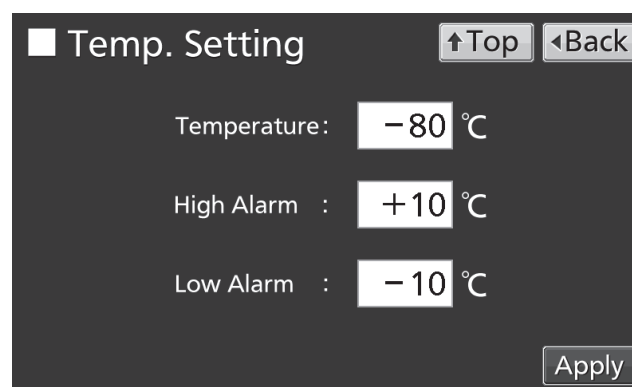 Temp. Setting ↑Top ◂Back
Temperature: −80 ℃
High Alarm : +10 ℃
Low Alarm : −10 ℃
Apply